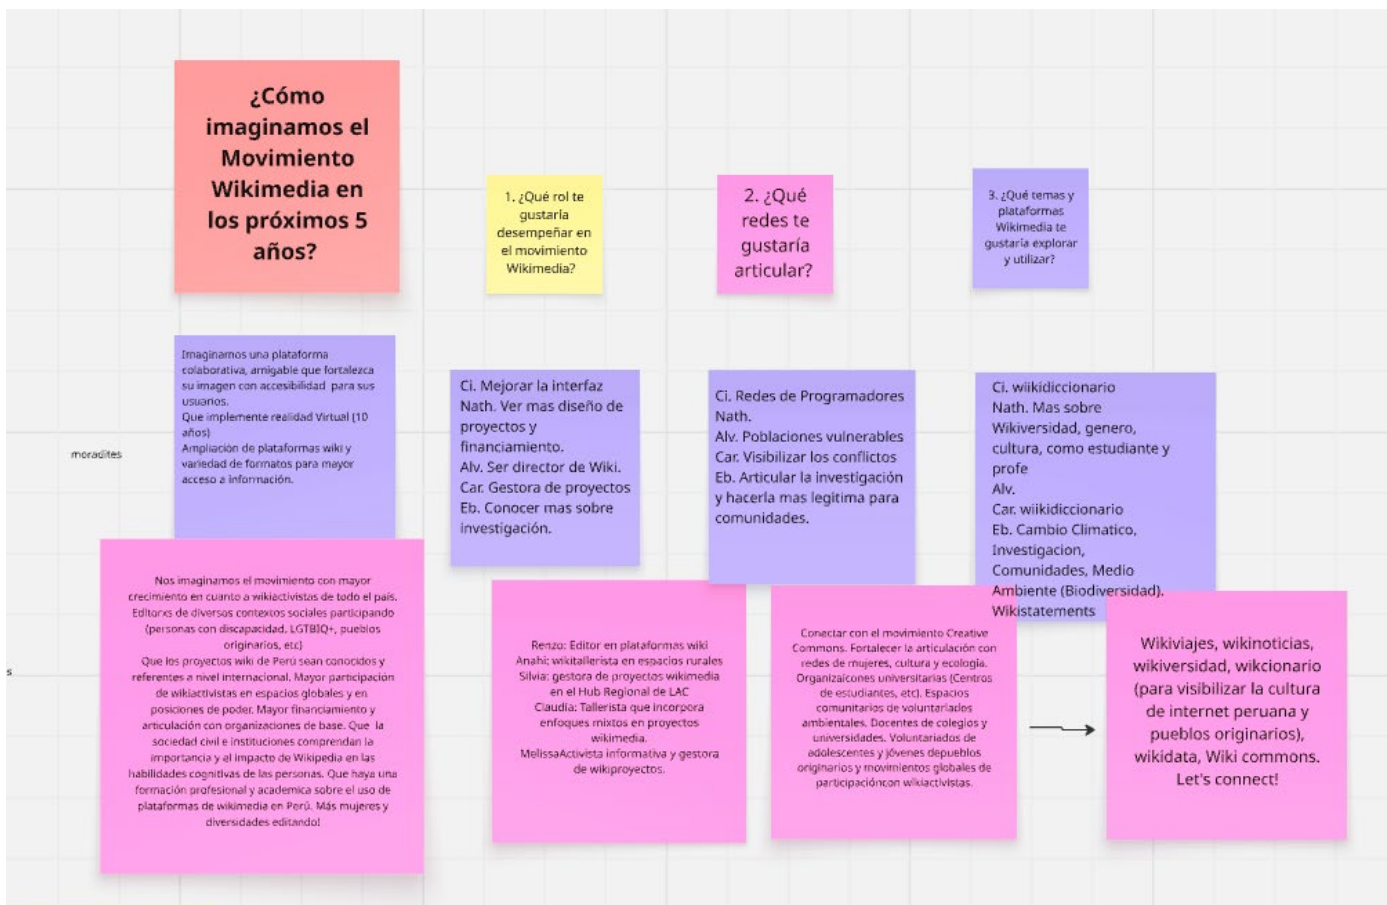 ¿Cómo
imaginamos el
Movimiento
Wikimedia en
los próximos 5
años?
1. ¿Qué rol te
gustaría
desempeñar en
el movimiento
Wikimedia?
2. ¿Qué
redes te
gustaría
articular?
3. ¿Qué temas y
plataformas
Wikimedia te
gustaría explorar
y utilizar?
moradites
Imaginamos una plataforma
colaborativa, amigable que fortalezca
su imagen con accesibilidad para sus
usuarios.
Que implemente realidad Virtual (10
años)
Ampliación de plataformas wiki y
variedad de formatos para mayor
acceso a información.
Ci. Mejorar la interfaz
Nath. Ver mas diseño de
proyectos y
financiamiento.
Alv. Ser director de Wiki.
Car. Gestora de proyectos
Eb. Conocer mas sobre
investigación.
Ci. Redes de Programadores
Nath.
Alv. Poblaciones vulnerables
Car. Visibilizar los conflictos
Eb. Articular la investigación
y hacerla mas legitima para
comunidades.
Ci. wiikidiccionario
Nath. Mas sobre
Wikiversidad, genero,
cultura, como estudiante y
profe
Alv.
Car. wiikidiccionario
Eb. Cambio Climatico,
Investigacion,
Comunidades, Medio
Ambiente (Biodiversidad).
Wikistatements
s
Nos imaginamos el movimiento con mayor
crecimiento en cuanto a wikiactivistas de todo el país.
Editorxs de diversos contextos sociales participando
(personas con discapacidad, LGTBIQ+, pueblos
originarios, etc)
Que los proyectos wiki de Perú sean conocidos y
referentes a nivel internacional. Mayor participación
de wikiactivistas en espacios globales y en
posiciones de poder. Mayor financiamiento y
articulación con organizaciones de base. Que la
sociedad civil e instituciones comprendan la
importancia y el impacto de Wikipedia en las
habilidades cognitivas de las personas. Que haya una
formación profesional y academica sobre el uso de
plataformas de wikimedia en Perú. Más mujeres y
diversidades editando!
Renzo: Editor en plataformas wiki
Anahi: wikitallerista en espacios rurales
Silvia: gestora de proyectos wikimedia
en el Hub Regional de LAC
Claudia: Tallerista que incorpora
enfoques mixtos en proyectos
wikimedia.
MelissaActivista informativa y gestora
de wikiproyectos.
Conectar con el movimiento Creative
Commons. Fortalecer la articulación con
redes de mujeres, cultura y ecología.
Organizaicones universitarias (Centros
de estudiantes, etc). Espacios
comunitarios de voluntariados
ambientales. Docentes de colegios y
universidades. Voluntariados de
adolescentes y jóvenes depueblos
originarios y movimientos globales de
participacióncon wikiactivistas.
Wikiviajes, wikinoticias,
wikiversidad, wikcionario
(para visibilizar la cultura
de internet peruana y
pueblos originarios),
wikidata, Wiki commons.
Let's connect!